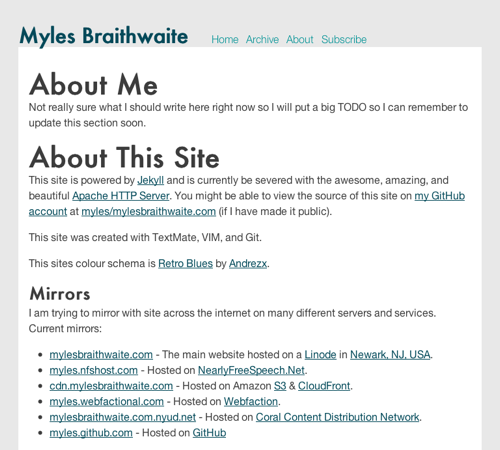 Myles Braithwaite
Home Archive About Subscribe
About Me
Not really sure what I should write here right now so I will put a big TODO so I can remember to
update this section soon.
About This Site
This site is powered by Jekyll and is currently be severed with the awesome, amazing, and
beautiful Apache HTTP Server. You might be able to view the source of this site on my GitHub
account at myles/mylesbraithwaite.com (if I have made it public).
This site was created with TextMate, VIM, and Git.
This sites colour schema is Retro Blues by Andrezx.
Mirrors
I am trying to mirror with site across the internet on many different servers and services.
Current mirrors:
• mylesbraithwaite.com - The main website hosted on a Linode in Newark, NJ, USA.
• myles.nfshost.com - Hosted on NearlyFreeSpeech.Net.
• cdn.mylesbraithwaite.com - Hosted on Amazon S3 & CloudFront.
• myles.webfactional.com - Hosted on Webfaction.
• mylesbraithwaite.com.nyud.net - Hosted on Coral Content Distribution Network.
• myles.github.com - Hosted on GitHub